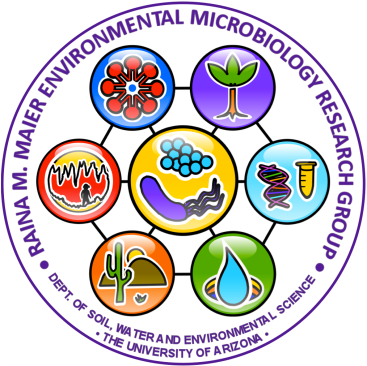 • RAINA M. MAIER ENVIRONMENTAL MICROBIOLOGY RESEARCH GROUP •
DEPT. OF SOIL, WATER AND ENVIRONMENTAL SCIENCE
• THE UNIVERSITY OF ARIZONA •